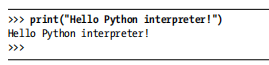 >>> print("Hello Python interpreter!")
Hello Python interpreter!
>>>